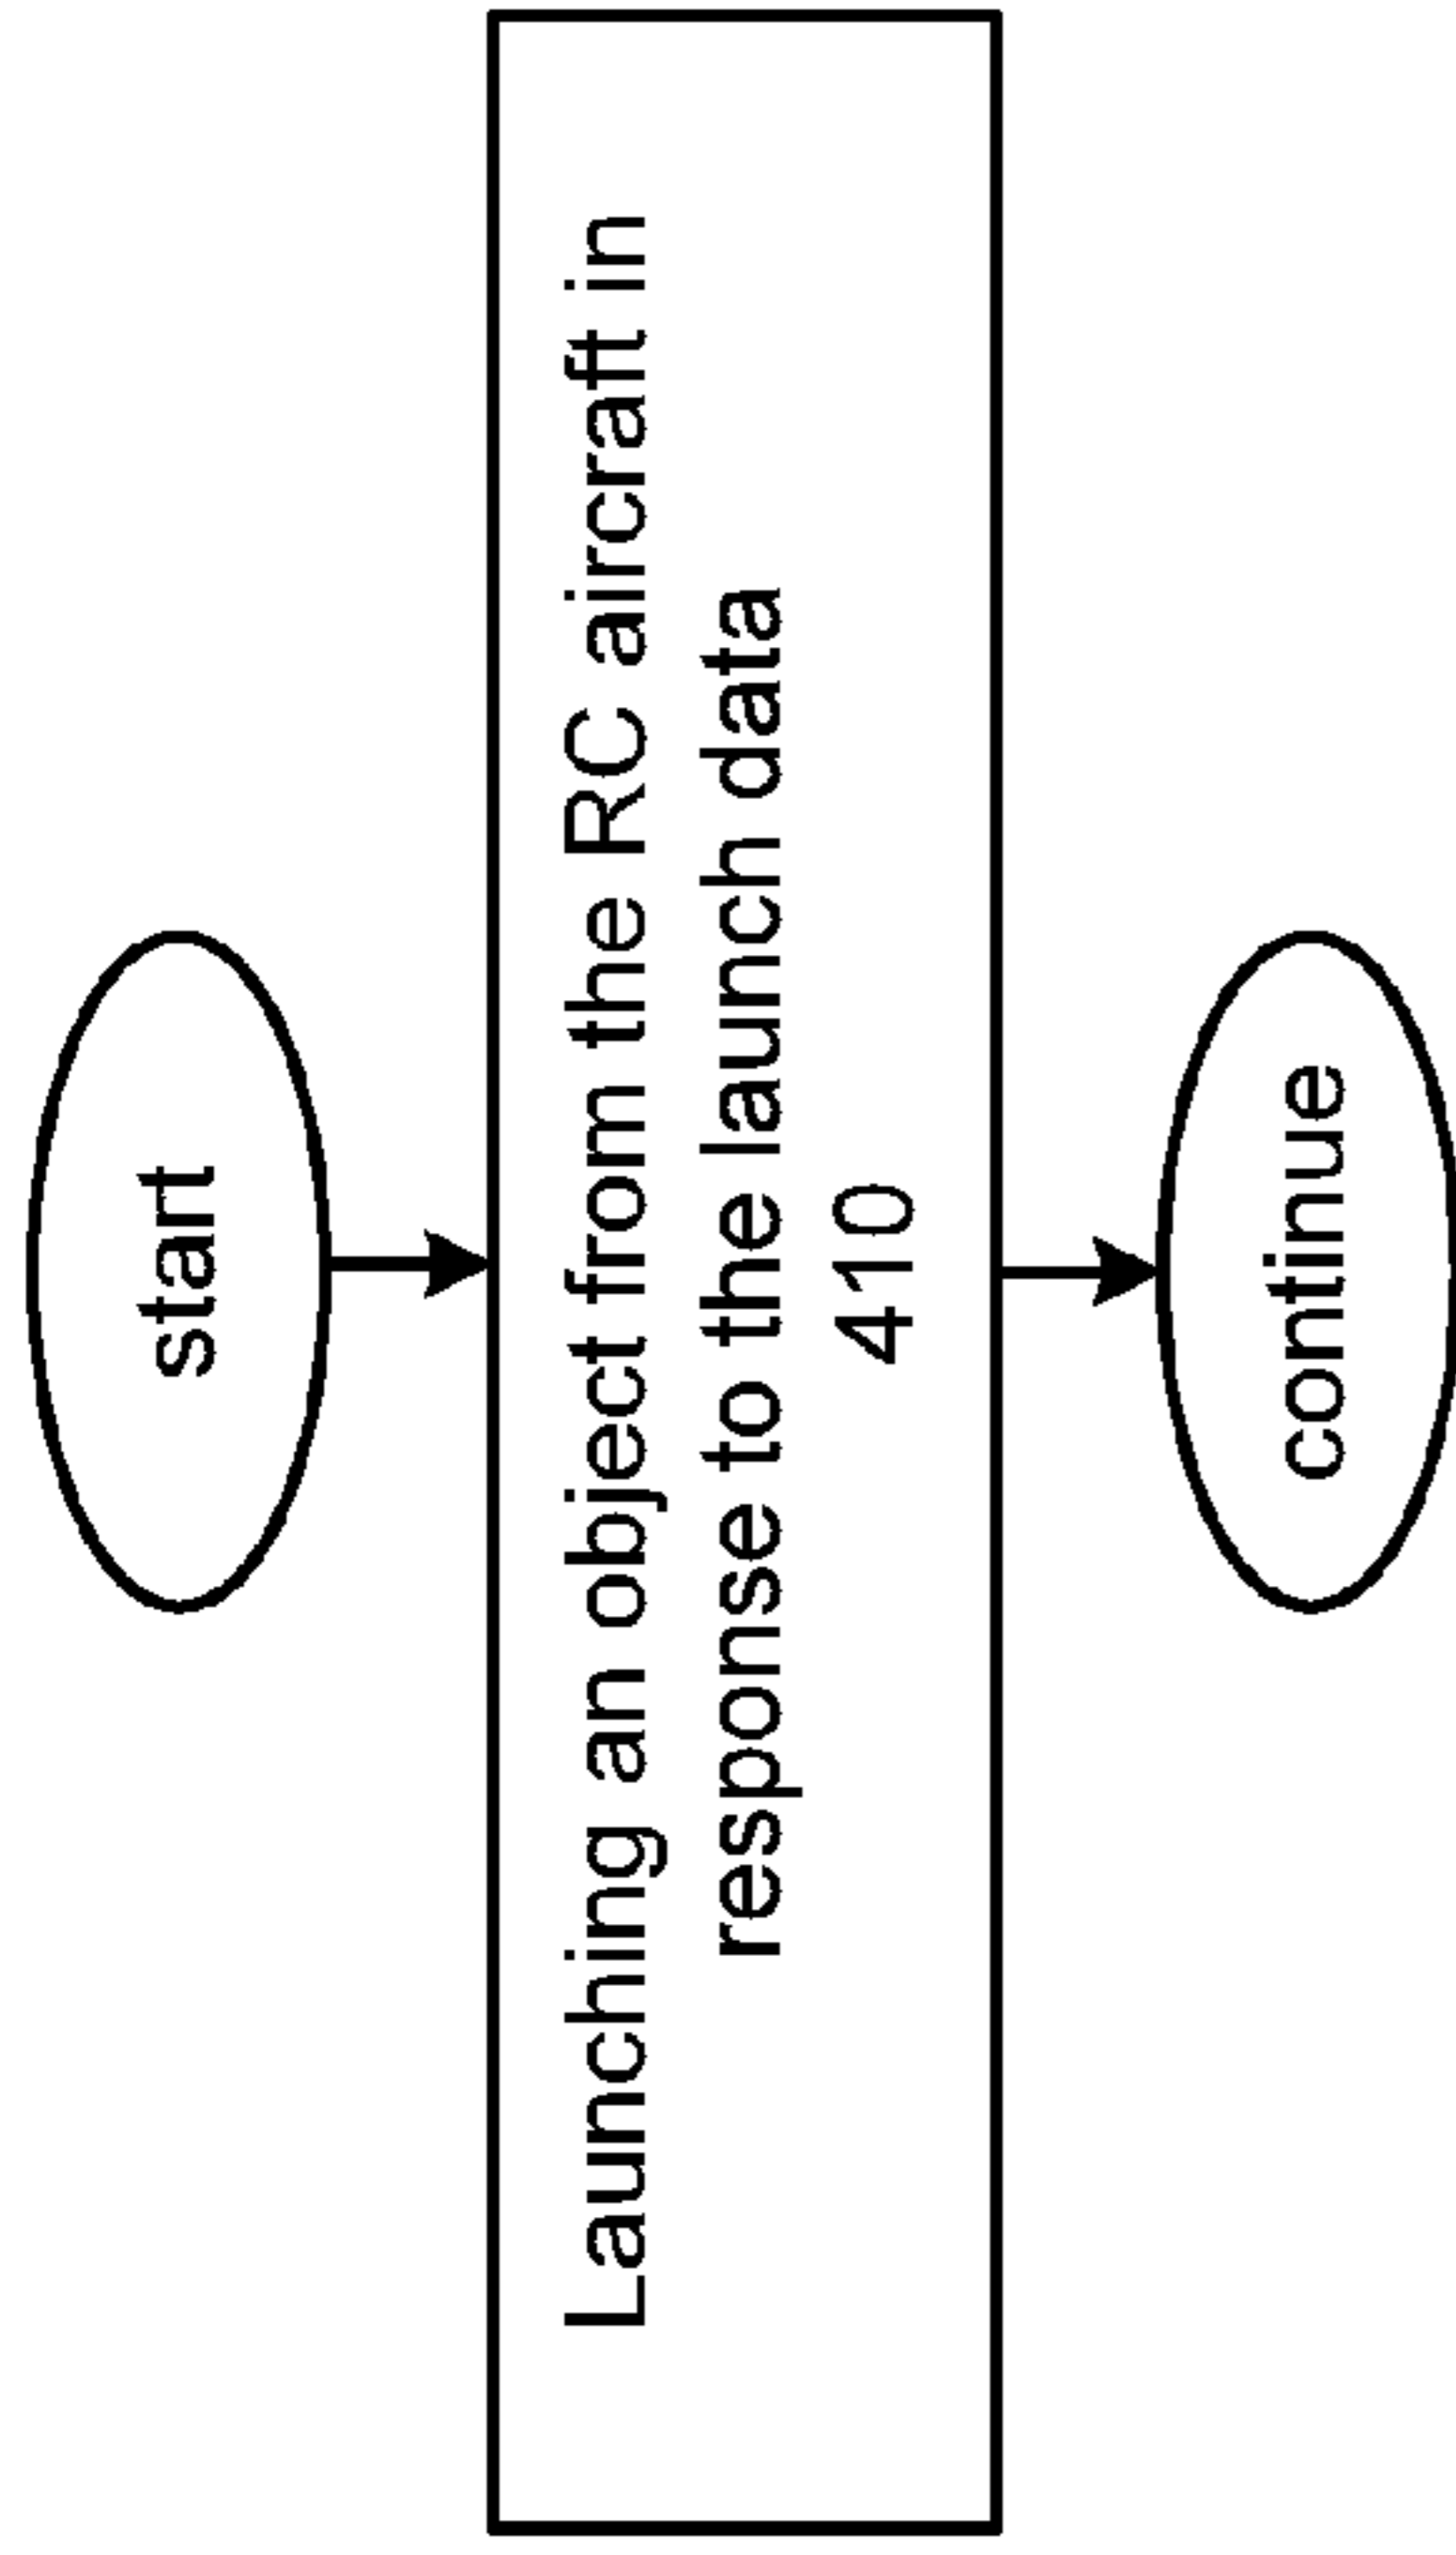 start
Launching an object from the RC aircraft in
response to the launch data
410
continue